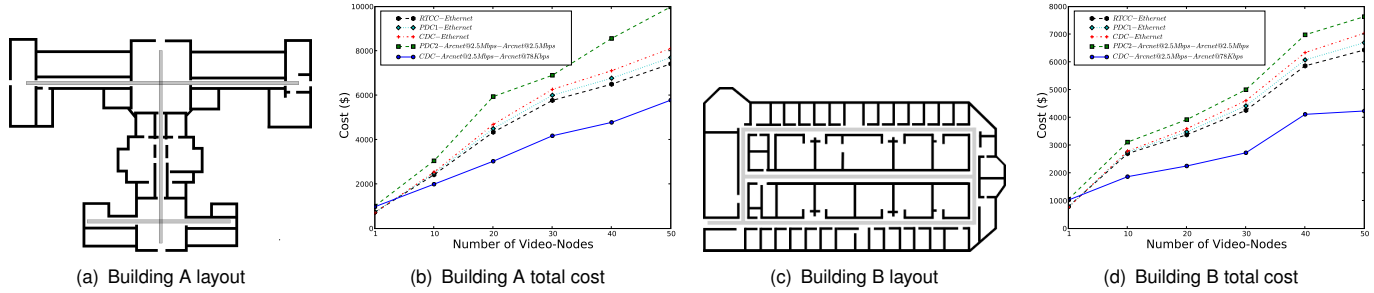 10000
8000
6000
4000
2000
1
10
20
30
40
50
Cost ($)
Number of Video-Nodes
RTCC-Ethernet
PDC1-Ethernet
CDC-Ethernet
PDC2-Arcnet@2.5Mbps-Arcnet@2.5Mbps
CDC-Arcnet@2.5Mbps-Arcnet@78Kbps
8000
7000
6000
5000
4000
3000
2000
1000
0
1
10
20
30
40
50
Cost ($)
Number of Video-Nodes
RTCC-Ethernet
PDC1-Ethernet
CDC-Ethernet
PDC2-Arcnet@2.5Mbps-Arcnet@2.5Mbps
CDC-Arcnet@2.5Mbps-Arcnet@78Kbps
(a) Building A layout
(b) Building A total cost
(c) Building B layout
(d) Building B total cost